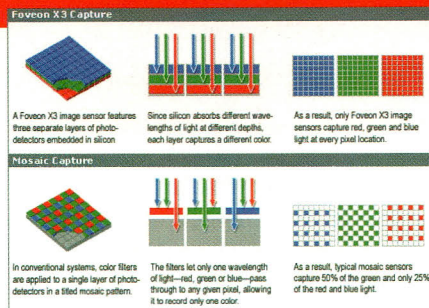 Foveon X3 Capture
A Foveon X3 image sensor features
three separate layers of photo-
detectors embedded in silicon
Since silicon absorbs different wave-
lengths of light at different depths,
each layer captures a different color.
As a result, only Foveon X3 image
sensors capture red, green and blue
light at every pixel location.
Mosaic Capture
In conventional systems, color filters
are applied to a single layer of photo-
detectors in a tiled mosaic pattern.
The filters let only one wavelength
of light—red, green or blue—pass
through to any given pixel, allowing
it to record only one color.
As a result, typical mosaic sensors
capture 50% of the green and only 25%
of the red and blue light.